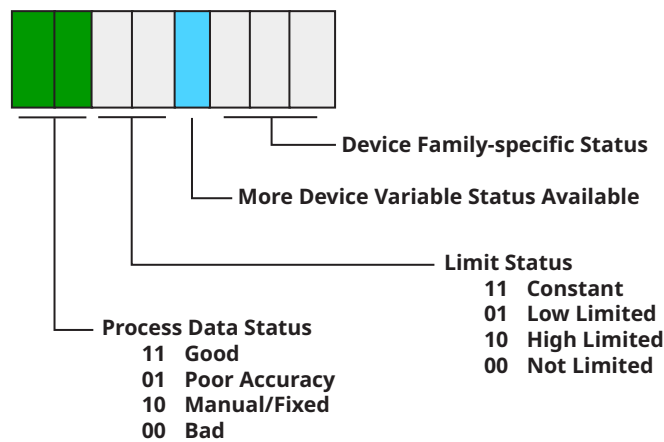 Device Family-specific Status
More Device Variable Status Available
Limit Status
11 Constant
01 Low Limited
10 High Limited
00 Not Limited
Process Data Status
11 Good
01 Poor Accuracy
10 Manual/Fixed
00 Bad